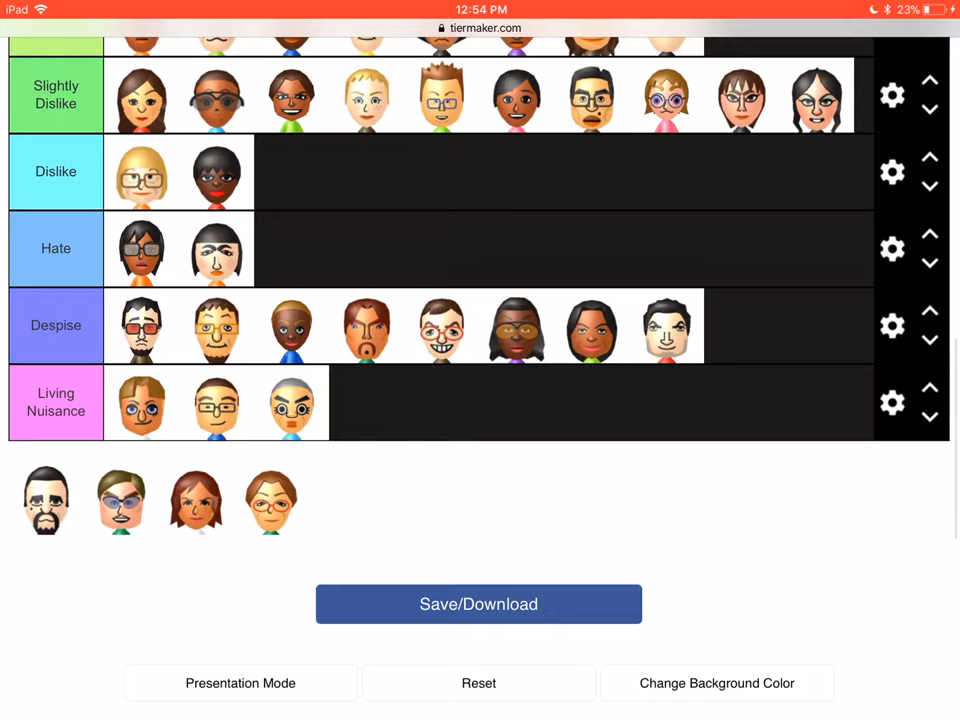 iPad 12:54 PM 23%
tiermaker.com
Slightly
Dislike
Dislike
Hate
Despise
Living
Nuisance
Save/Download
Presentation Mode Reset Change Background Color